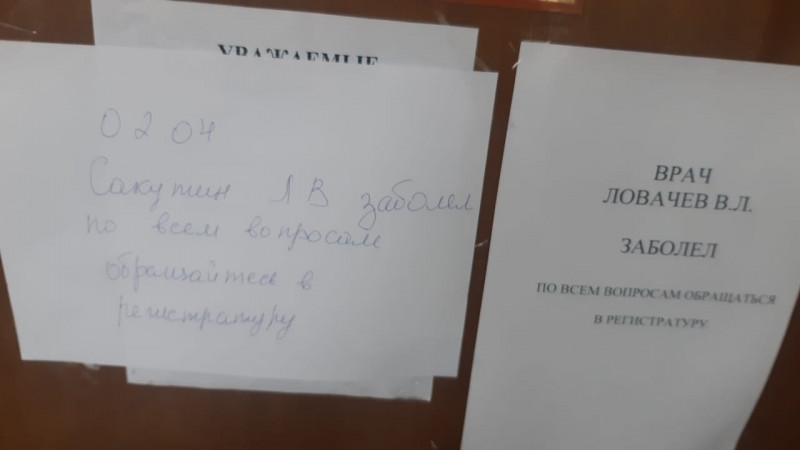 УВАЖАЕМЫЕ
02 04
Сакутин Л В заболел
по всем вопросам
обращайтесь в
регистратуру
ВРАЧ
ЛОВАЧЕВ В.Л.
ЗАБОЛЕЛ
ПО ВСЕМ ВОПРОСАМ ОБРАЩАТЬСЯ
В РЕГИСТРАТУРУ